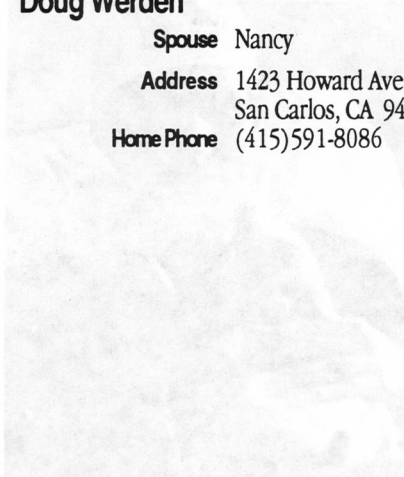 Doug Werden
Spouse Nancy
Address 1423 Howard Ave
San Carlos, CA 94
Home Phone (415)591-8086